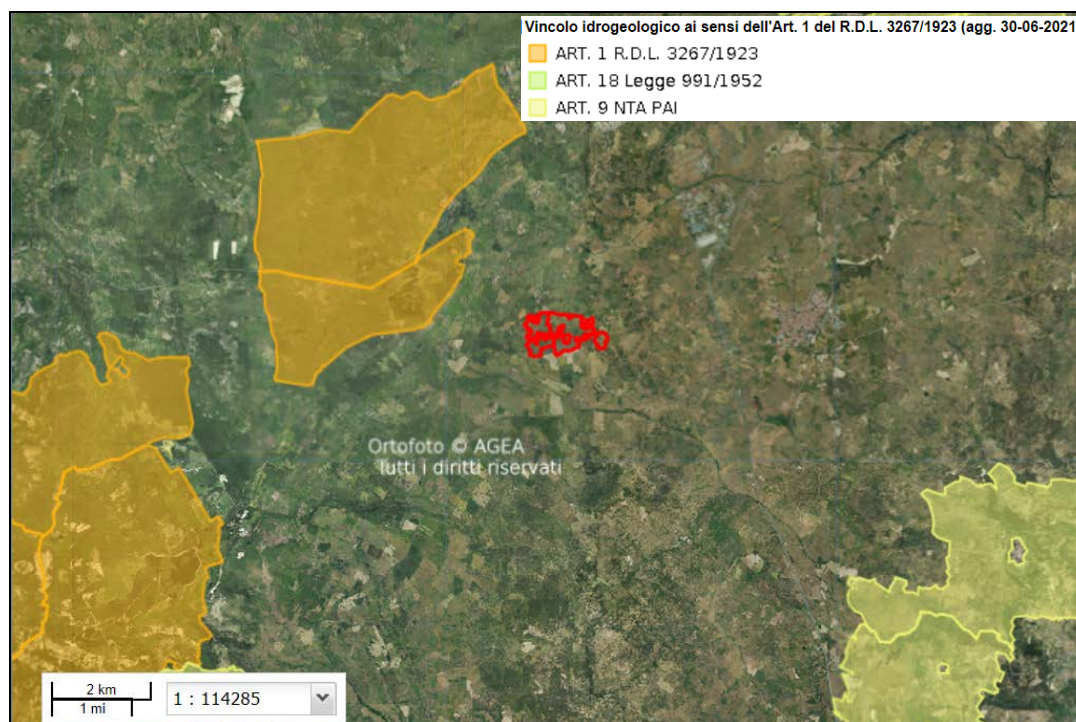 Vincolo idrogeologico ai sensi dell'Art. 1 del R.D.L. 3267/1923 (agg. 30-06-2021
ART. 1 R.D.L. 3267/1923
ART. 18 Legge 991/1952
ART. 9 NTA PAI
Ortofoto © AGEA
Tutti i diritti riservati
2 km
1 mi
1 : 114285